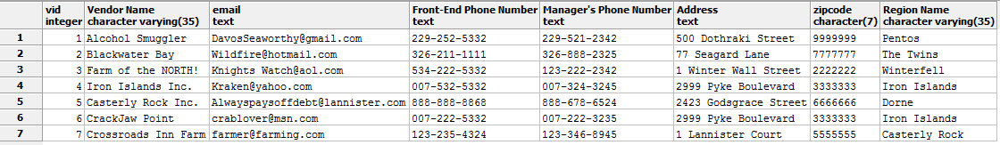 vid Vendor Name email Front-End Phone Number Manager's Phone Number Address zipcode Region Name
integer character varying(35) text text text text character(7) character varying(35)
1 1 Alcohol Smuggler DavosSeaworthy@gmail.com 229-252-5332 229-521-2342 500 Dothraki Street 9999999 Pentos
2 2 Blackwater Bay Wildfire@hotmail.com 326-211-1111 326-888-2325 77 Seagard Lane 7777777 The Twins
3 3 Farm of the NORTH! Knights Watch@aol.com 534-222-5332 123-222-2342 1 Winter Wall Street 2222222 Winterfell
4 4 Iron Islands Inc. Kraken@yahoo.com 007-532-5332 007-324-3245 2999 Pyke Boulevard 3333333 Iron Islands
5 5 Casterly Rock Inc. Alwayspaysoffdebt@lannister.com 888-888-8868 888-678-6524 2423 Godsgrace Street 6666666 Dorne
6 6 CrackJaw Point crablover@msn.com 007-222-5332 007-222-3235 2999 Pyke Boulevard 3333333 Iron Islands
7 7 Crossroads Inn Farm farmer@farming.com 123-235-4324 123-346-8945 1 Lannister Court 5555555 Casterly Rock